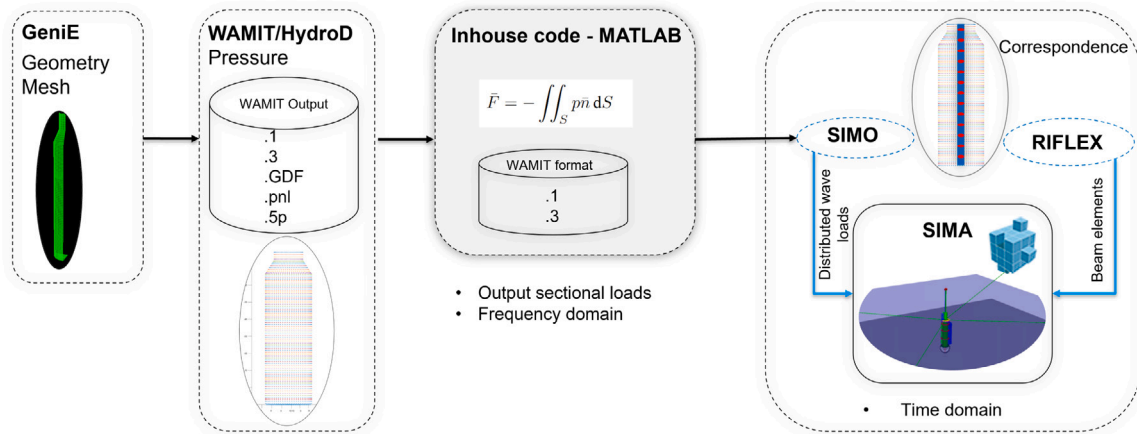 GeniE
Geometry
Mesh
WAMIT/HydroD
Pressure
WAMIT Output
.1
.3
.GDF
.pnl
.5p
Inhouse code - MATLAB
F̄ = − ∬_S p n̄ dS
WAMIT format
.1
.3
• Output sectional loads
• Frequency domain
Correspondence
SIMO
RIFLEX
Distributed wave
loads
Beam elements
SIMA
• Time domain